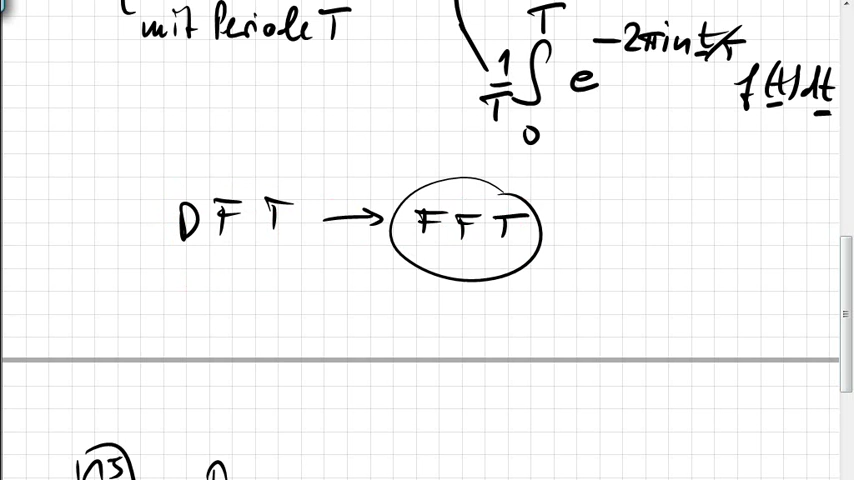 mit Periode T
1/T ∫₀ᵀ e^(-2πint/T) f(t)dt
DFT → FFT